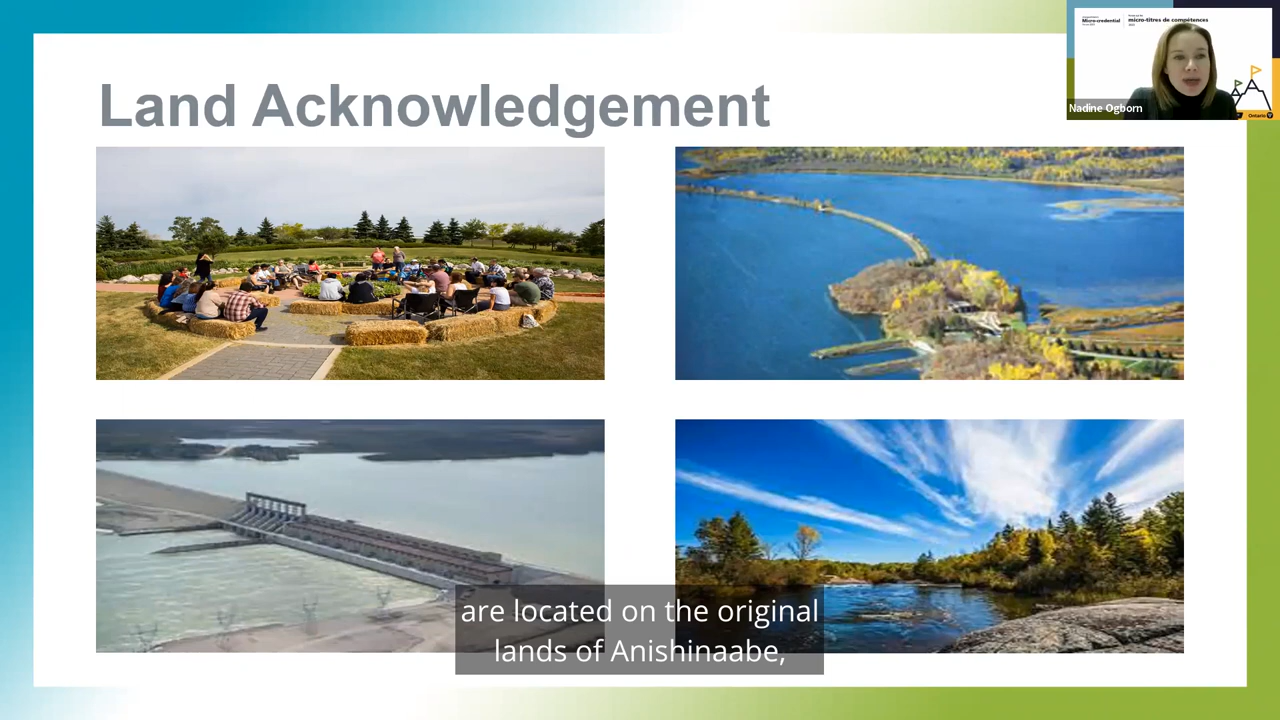 Land Acknowledgement
Micro-credential
micro-titres de compétences
Nadine Ogborn
Ontario
are located on the original
lands of Anishinaabe,